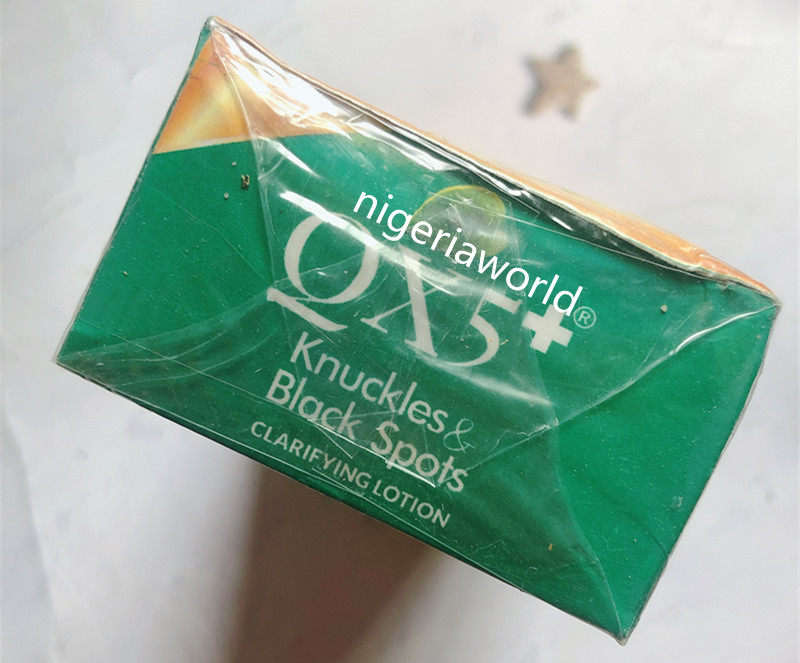 nigeriaworld
QX5+®
Knuckles &
Black Spots
CLARIFYING LOTION